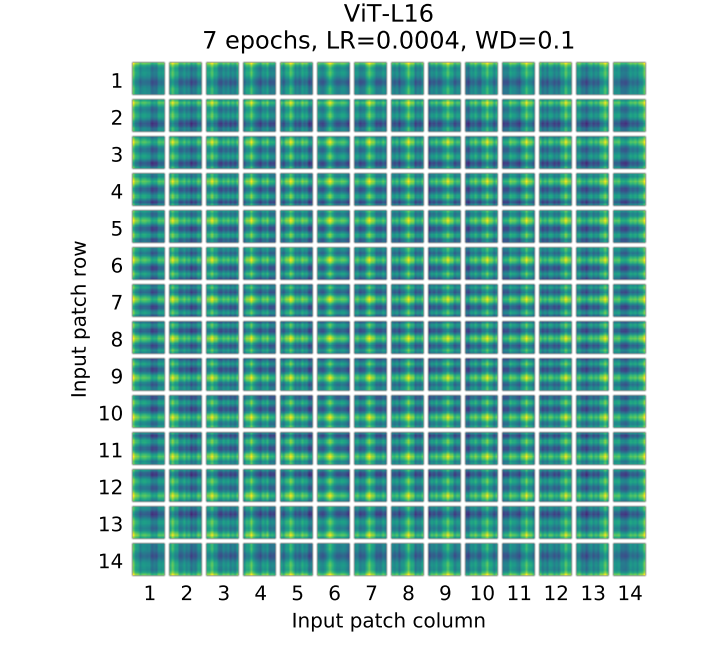 ViT-L16
7 epochs, LR=0.0004, WD=0.1
Input patch row
1
2
3
4
5
6
7
8
9
10
11
12
13
14
1 2 3 4 5 6 7 8 9 10 11 12 13 14
Input patch column